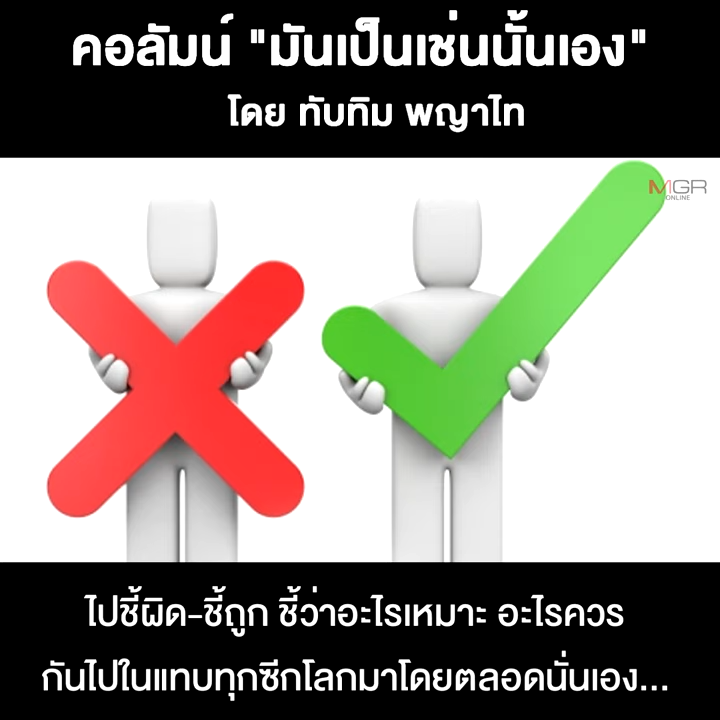 คอลัมน์ "มันเป็นเช่นนั้นเอง"
โดย ทับทิม พญาไท
MGR
ONLINE
ไปชี้ผิด-ชี้ถูก ชี้ว่าอะไรเหมาะ อะไรควร
กันไปในแทบทุกซีกโลกมาโดยตลอดนั่นเอง...